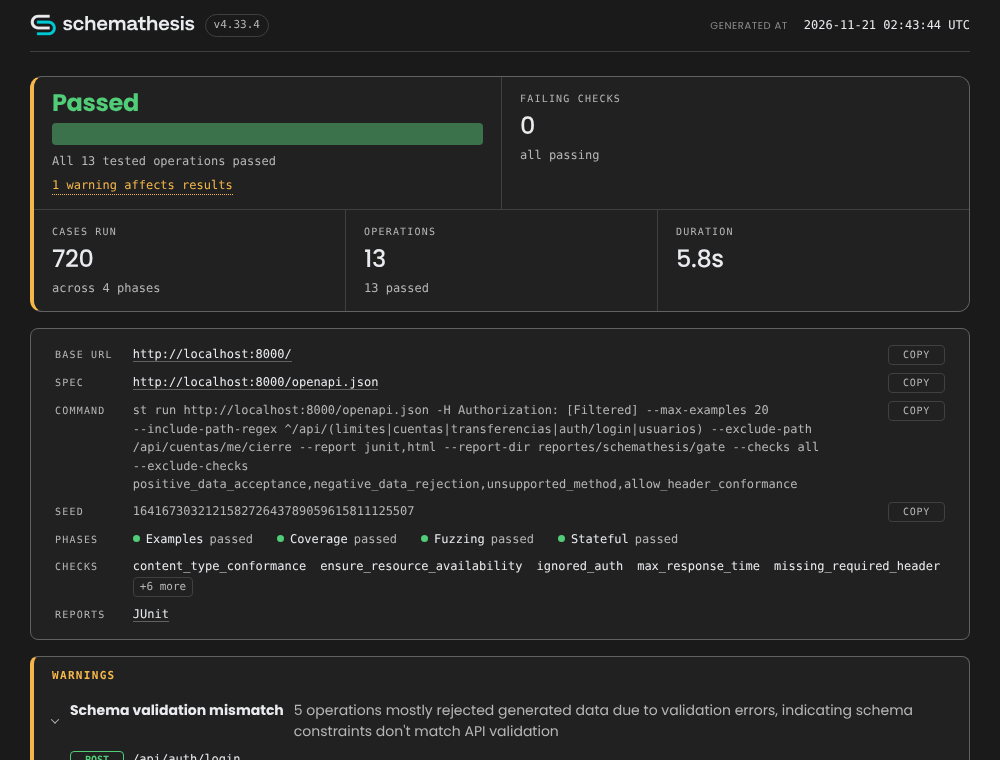 schemathesis v4.33.4 GENERATED AT 2026-11-21 02:43:44 UTC
Passed
All 13 tested operations passed
1 warning affects results
FAILING CHECKS
0
all passing
CASES RUN
720
across 4 phases
OPERATIONS
13
13 passed
DURATION
5.8s
BASE URL http://localhost:8000/ COPY
SPEC http://localhost:8000/openapi.json COPY
COMMAND st run http://localhost:8000/openapi.json -H Authorization: [Filtered] --max-examples 20 COPY
--include-path-regex ^/api/(limites|cuentas|transferencias|auth/login|usuarios) --exclude-path
/api/cuentas/me/cierre --report junit,html --report-dir reportes/schemathesis/gate --checks all
--exclude-checks
positive_data_acceptance,negative_data_rejection,unsupported_method,allow_header_conformance
SEED 164167303212158272643789059615811125507 COPY
PHASES Examples passed Coverage passed Fuzzing passed Stateful passed
CHECKS content_type_conformance ensure_resource_availability ignored_auth max_response_time missing_required_header
+6 more
REPORTS JUnit
WARNINGS
Schema validation mismatch 5 operations mostly rejected generated data due to validation errors, indicating schema
constraints don't match API validation
POST /api/auth/login